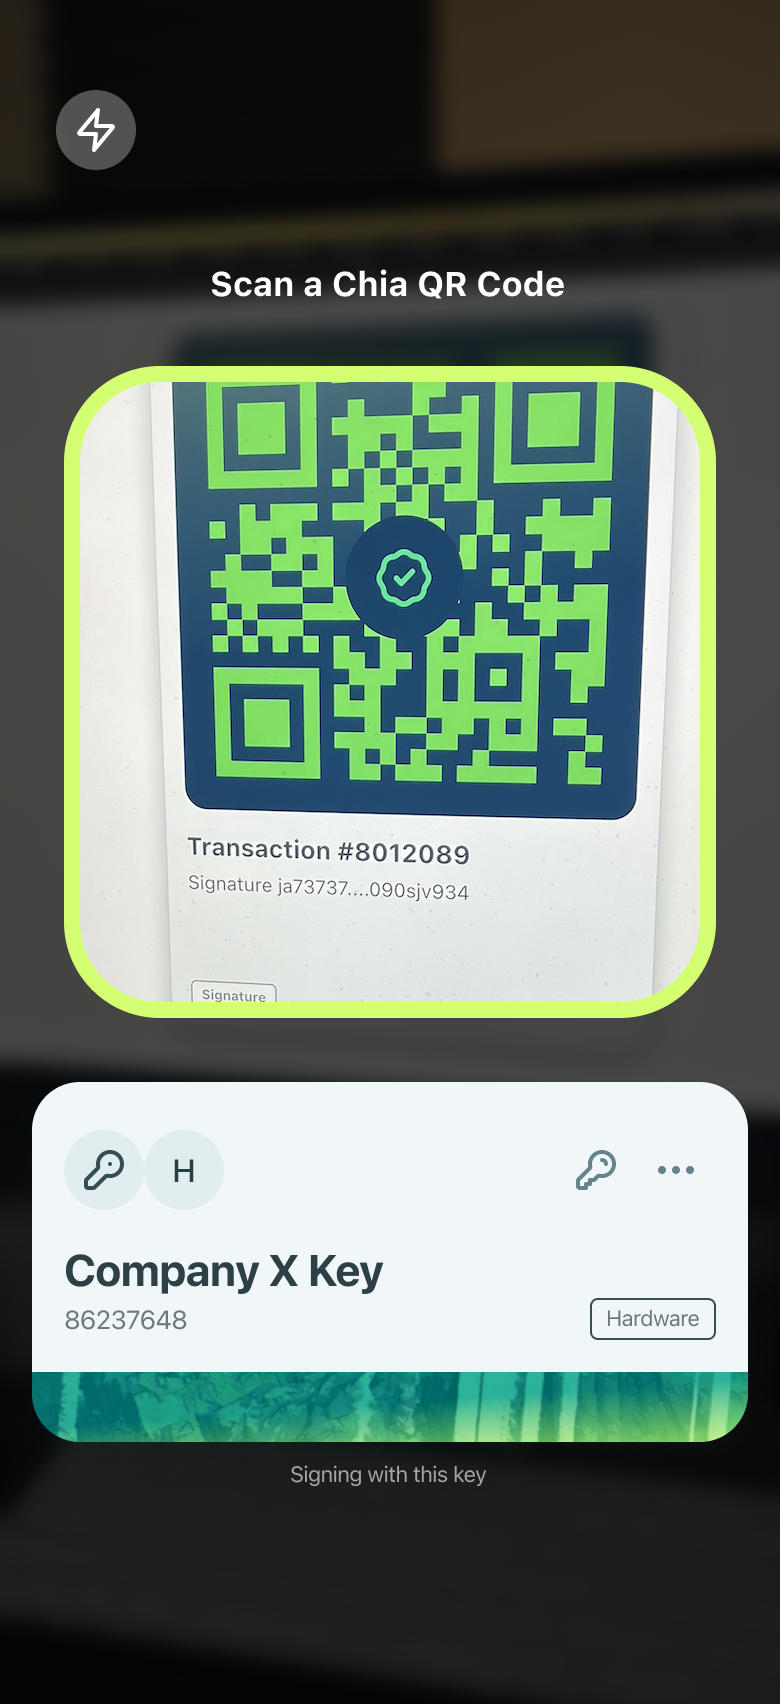 Scan a Chia QR Code
Transaction #8012089
Signature ja73737....090sjv934
Signature
H
Company X Key
86237648
Hardware
Signing with this key